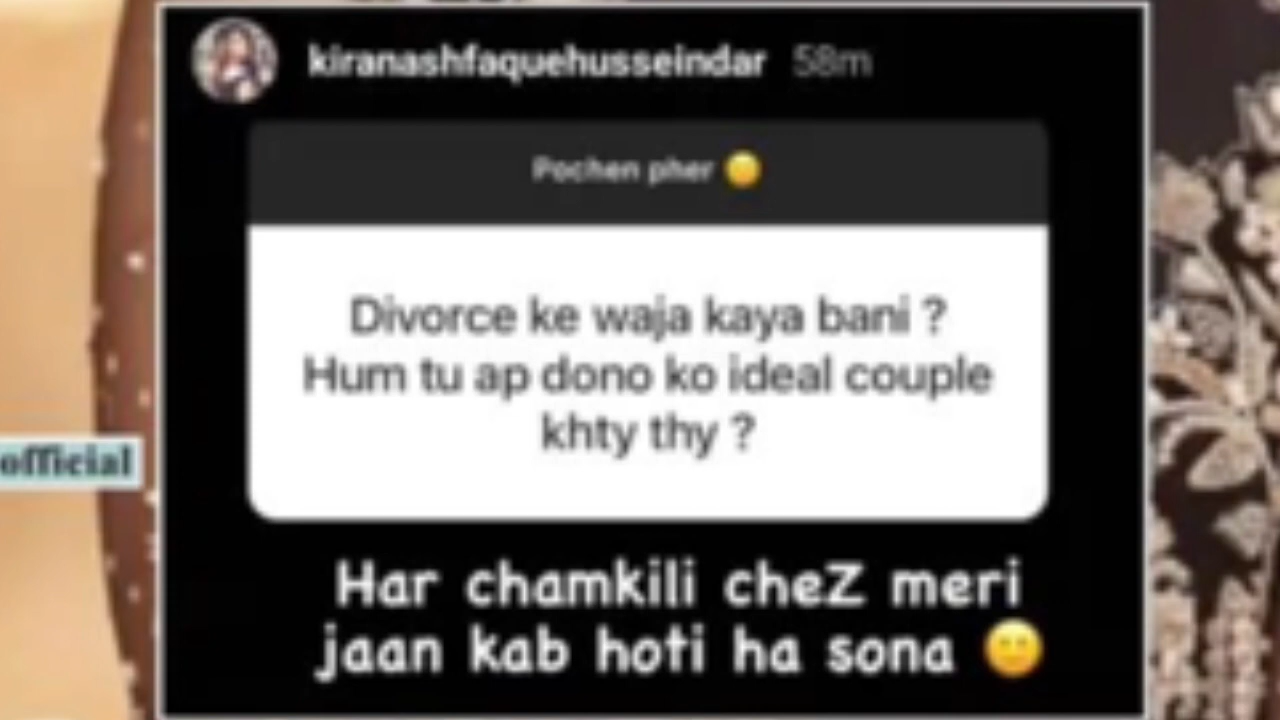 kiranashfaquehusseindar 58m
Pochen pher 🙂
Divorce ke waja kaya bani ?
Hum tu ap dono ko ideal couple
khty thy ?
official
Har chamkili cheZ meri
jaan kab hoti ha sona 🙂